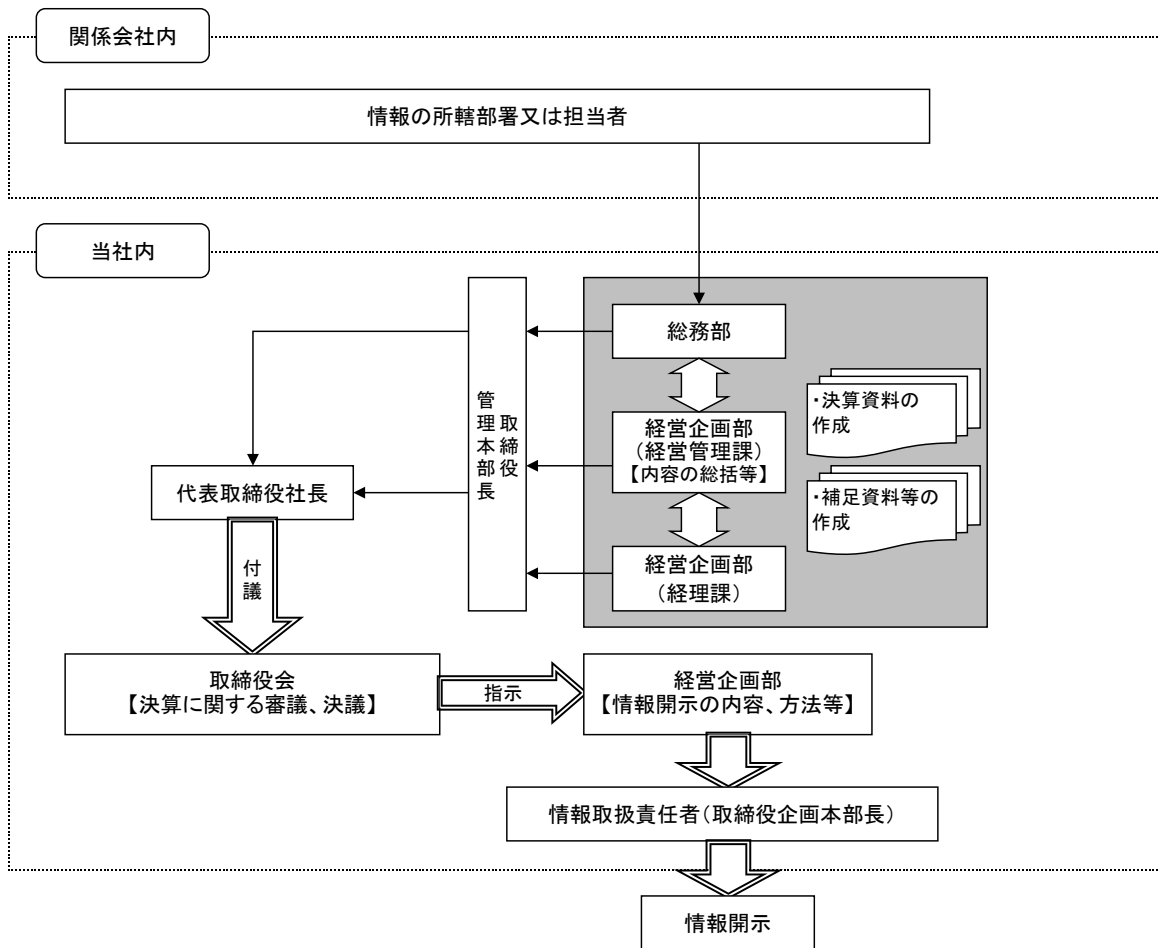 関係会社内
情報の所轄部署又は担当者
当社内
総務部
取締役
管理本部長
・決算資料の
作成
経営企画部
（経営管理課）
【内容の総括等】
代表取締役社長
・補足資料等の
作成
経営企画部
（経理課）
付議
取締役会
【決算に関する審議、決議】
指示
経営企画部
【情報開示の内容、方法等】
情報取扱責任者（取締役企画本部長）
情報開示